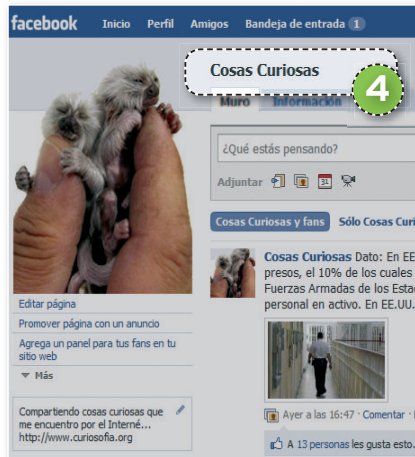 facebook Inicio Perfil Amigos Bandeja de entrada 1
Cosas Curiosas
4
Muro Información
¿Qué estás pensando?
Adjuntar 31
Cosas Curiosas y fans Sólo Cosas Curi
Cosas Curiosas Dato: En EE
presos, el 10% de los cuales
Fuerzas Armadas de los Esta
personal en activo. En EE.UU.
Editar página
Promover página con un anuncio
Agrega un panel para tus fans en tu
sitio web
Más
Compartiendo cosas curiosas que
me encuentro por el Interné...
http://www.curiosofia.org
Ayer a las 16:47 · Comentar ·
A 13 personas les gusta esto.